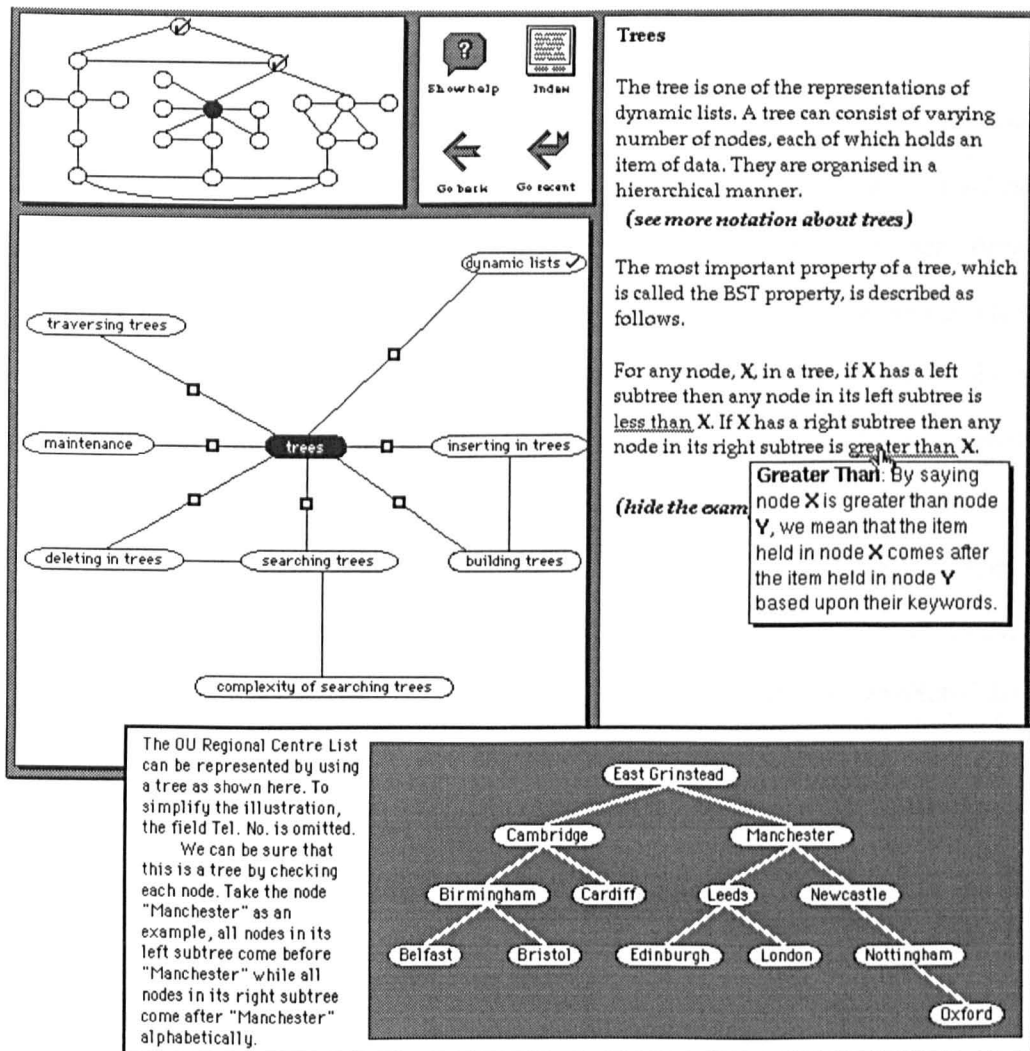 Show help
Index
Go back
Go recent
dynamic lists ✓
traversing trees
maintenance
trees
inserting in trees
deleting in trees
searching trees
building trees
complexity of searching trees
Trees
The tree is one of the representations of
dynamic lists. A tree can consist of varying
number of nodes, each of which holds an
item of data. They are organised in a
hierarchical manner.
(see more notation about trees)
The most important property of a tree, which
is called the BST property, is described as
follows.
For any node, X, in a tree, if X has a left
subtree then any node in its left subtree is
less than X. If X has a right subtree then any
node in its right subtree is greater than X.
(hide the exam
Greater Than: By saying
node X is greater than node
Y, we mean that the item
held in node X comes after
the item held in node Y
based upon their keywords.
The OU Regional Centre List
can be represented by using
a tree as shown here. To
simplify the illustration,
the field Tel. No. is omitted.
We can be sure that
this is a tree by checking
each node. Take the node
"Manchester" as an
example, all nodes in its
left subtree come before
"Manchester" while all
nodes in its right subtree
come after "Manchester"
alphabetically.
East Grinstead
Cambridge
Manchester
Birmingham
Cardiff
Leeds
Newcastle
Belfast
Bristol
Edinburgh
London
Nottingham
Oxford